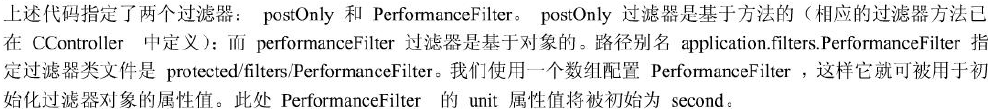 上述代码指定了两个过滤器： postOnly 和 PerformanceFilter。 postOnly 过滤器是基于方法的（相应的过滤器方法已
在 CController 中定义）；而 performanceFilter 过滤器是基于对象的。路径别名 application.filters.PerformanceFilter 指
定过滤器类文件是 protected/filters/PerformanceFilter。我们使用一个数组配置 PerformanceFilter ，这样它就可被用于初
始化过滤器对象的属性值。此处 PerformanceFilter 的 unit 属性值将被初始为 second。